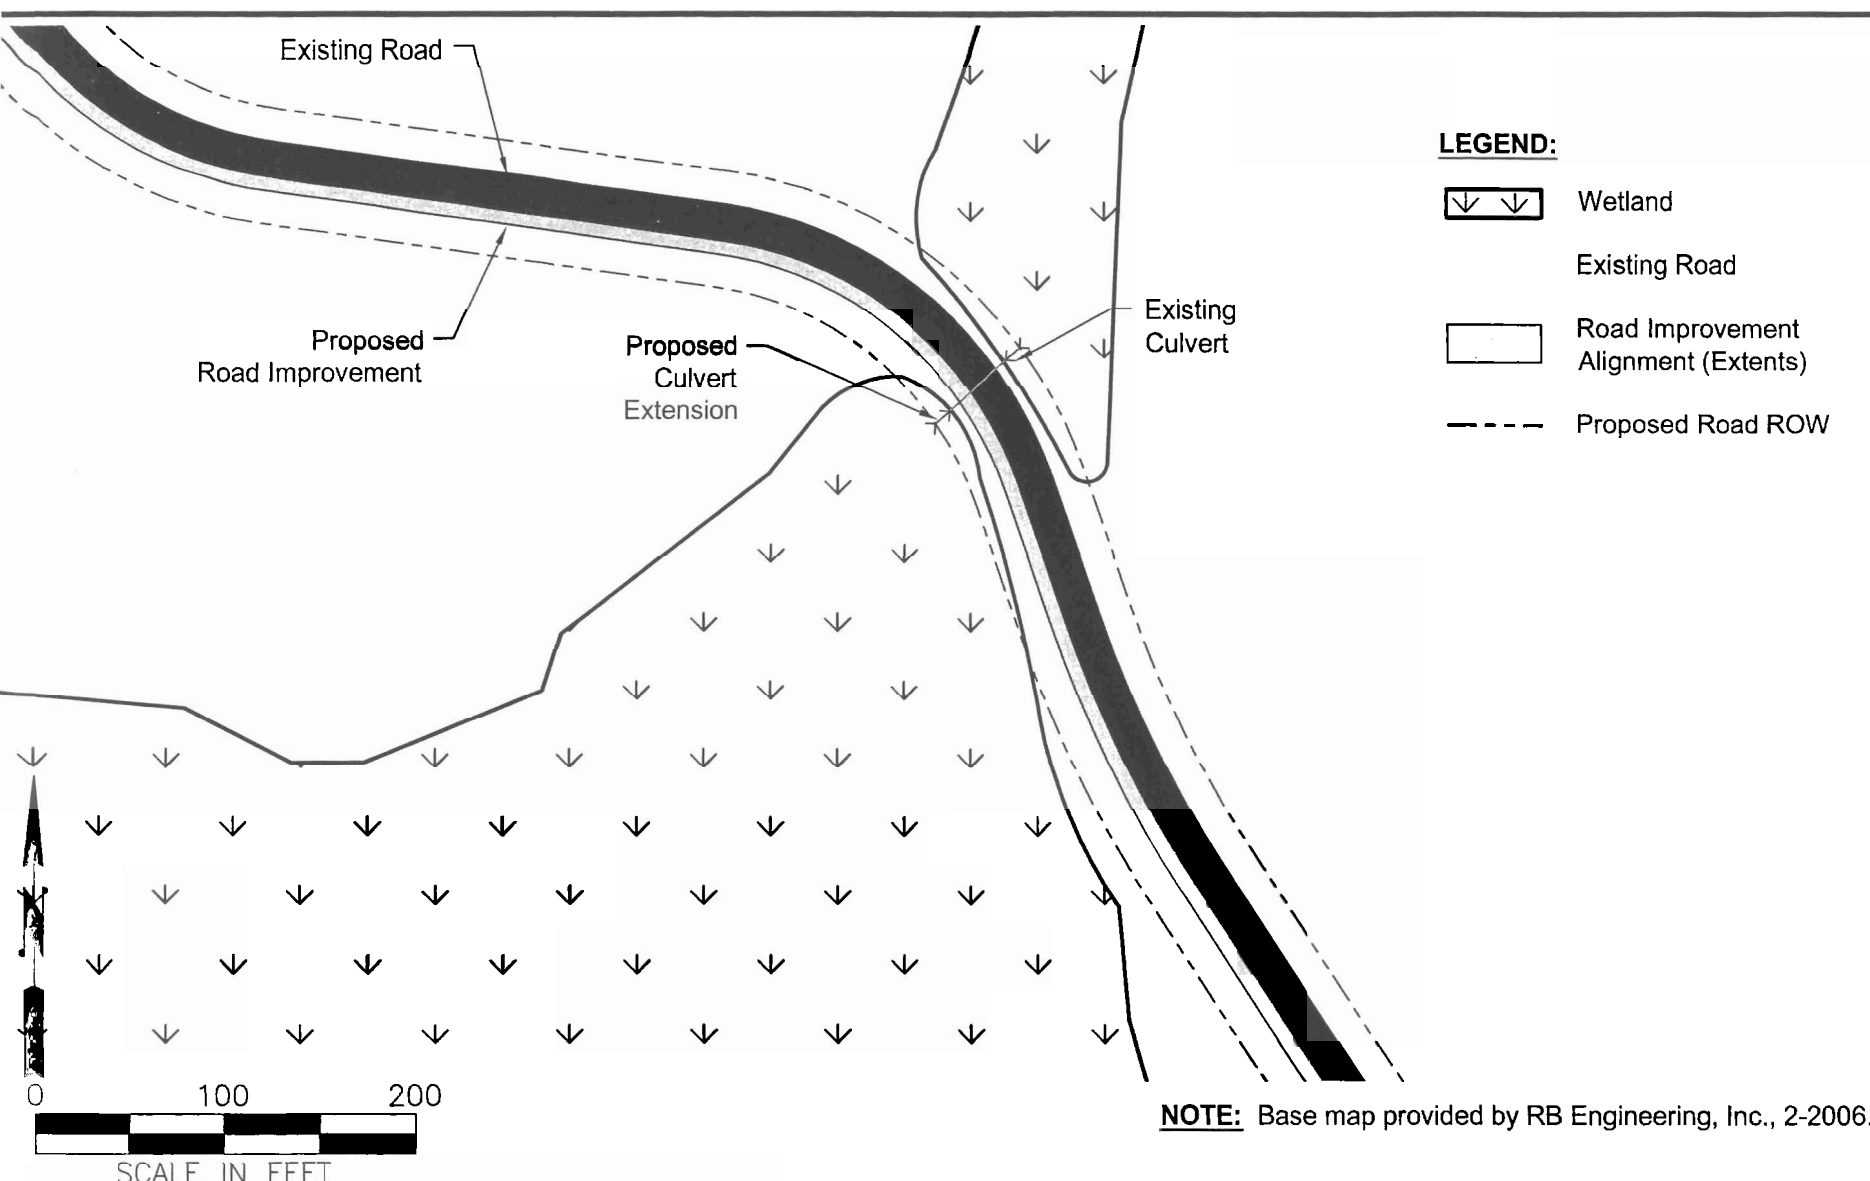 Existing Road
LEGEND:
Wetland
Existing Road
Existing
Culvert
Road Improvement
Alignment (Extents)
Proposed
Road Improvement
Proposed
Culvert
Extension
Proposed Road ROW
N
0 100 200
SCALE IN FEET
NOTE: Base map provided by RB Engineering, Inc., 2-2006.